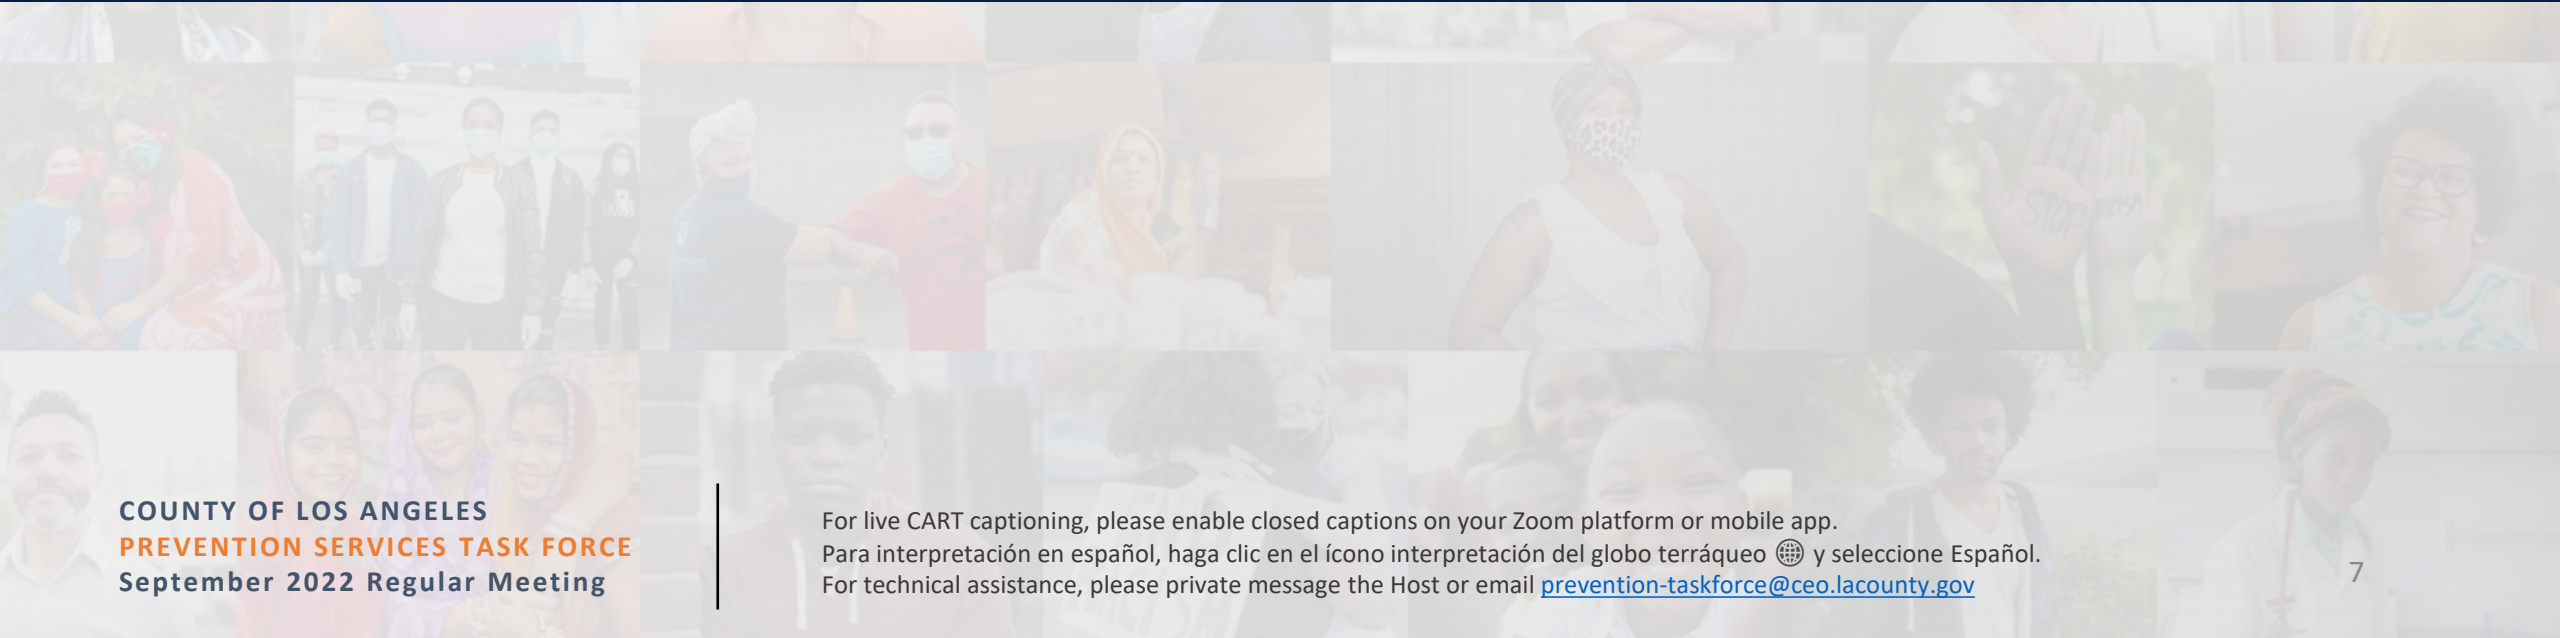 STOP racism
COUNTY OF LOS ANGELES
PREVENTION SERVICES TASK FORCE
September 2022 Regular Meeting
For live CART captioning, please enable closed captions on your Zoom platform or mobile app.
Para interpretación en español, haga clic en el ícono interpretación del globo terráqueo y seleccione Español.
For technical assistance, please private message the Host or email prevention-taskforce@ceo.lacounty.gov
7